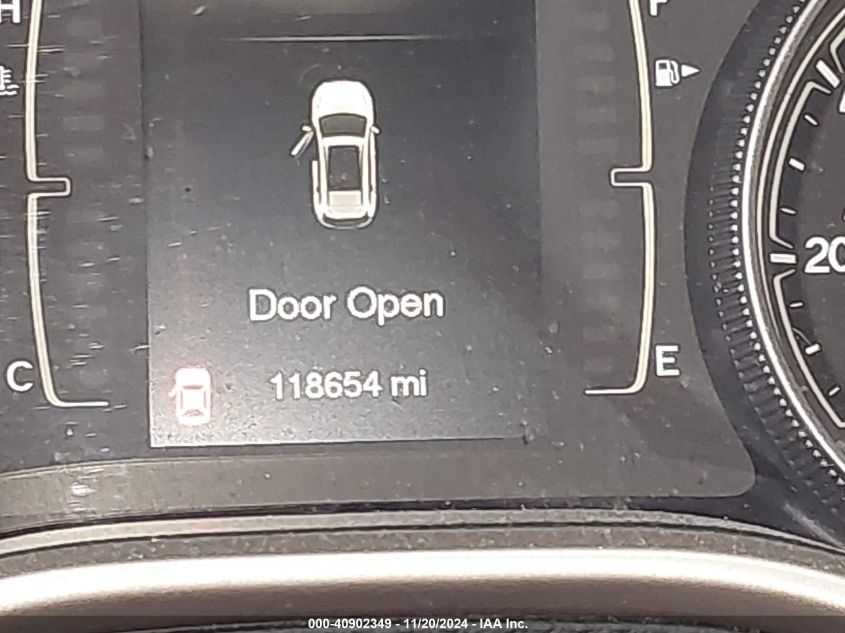 H
F
20
Door Open
C
E
118654 mi
000-40902349 - 11/20/2024 - IAA Inc.